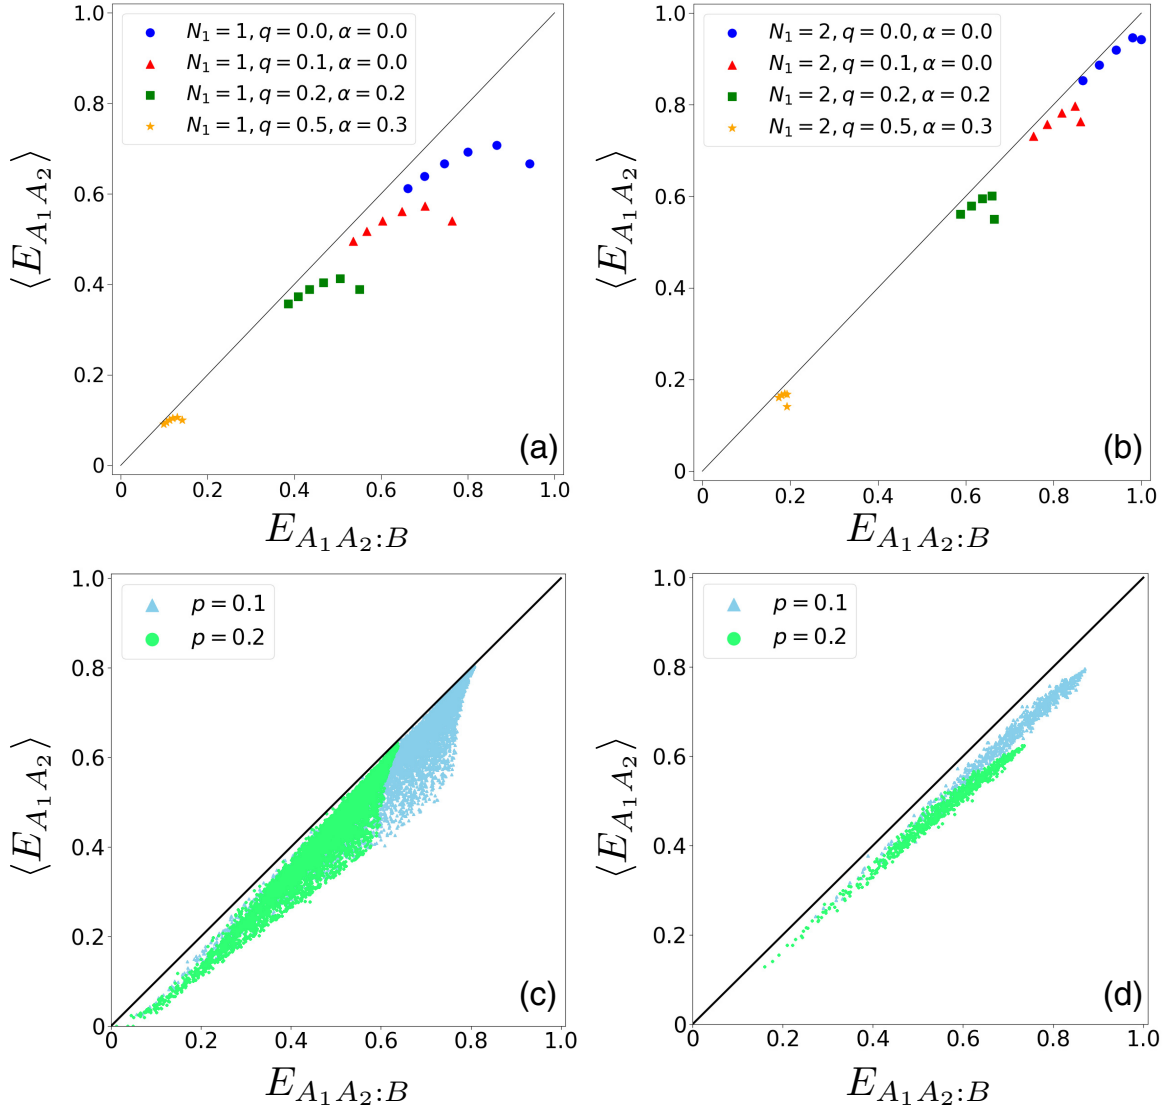 1.0
0.8
0.6
0.4
0.2
0
0
0.2
0.4
0.6
0.8
1.0
N₁ = 1, q = 0.0, α = 0.0
N₁ = 1, q = 0.1, α = 0.0
N₁ = 1, q = 0.2, α = 0.2
N₁ = 1, q = 0.5, α = 0.3
(a)
⟨E_{A₁A₂}⟩
E_{A₁A₂:B}
1.0
0.8
0.6
0.4
0.2
0
0
0.2
0.4
0.6
0.8
1.0
N₁ = 2, q = 0.0, α = 0.0
N₁ = 2, q = 0.1, α = 0.0
N₁ = 2, q = 0.2, α = 0.2
N₁ = 2, q = 0.5, α = 0.3
(b)
⟨E_{A₁A₂}⟩
E_{A₁A₂:B}
1.0
0.8
0.6
0.4
0.2
0
0
0.2
0.4
0.6
0.8
1.0
p = 0.1
p = 0.2
(c)
⟨E_{A₁A₂}⟩
E_{A₁A₂:B}
1.0
0.8
0.6
0.4
0.2
0
0
0.2
0.4
0.6
0.8
1.0
p = 0.1
p = 0.2
(d)
⟨E_{A₁A₂}⟩
E_{A₁A₂:B}